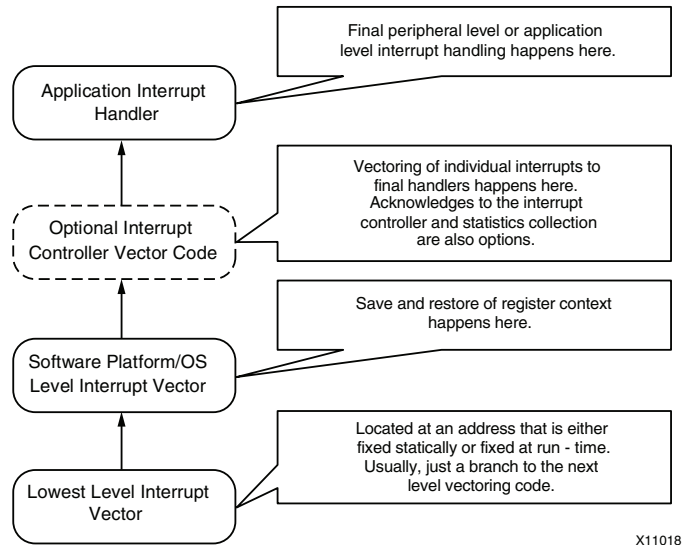 Final peripheral level or application
level interrupt handling happens here.
Application Interrupt
Handler
Vectoring of individual interrupts to
final handlers happens here.
Acknowledges to the interrupt
controller and statistics collection
are also options.
Optional Interrupt
Controller Vector Code
Save and restore of register context
happens here.
Software Platform/OS
Level Interrupt Vector
Located at an address that is either
fixed statically or fixed at run - time.
Usually, just a branch to the next
level vectoring code.
Lowest Level Interrupt
Vector
X11018